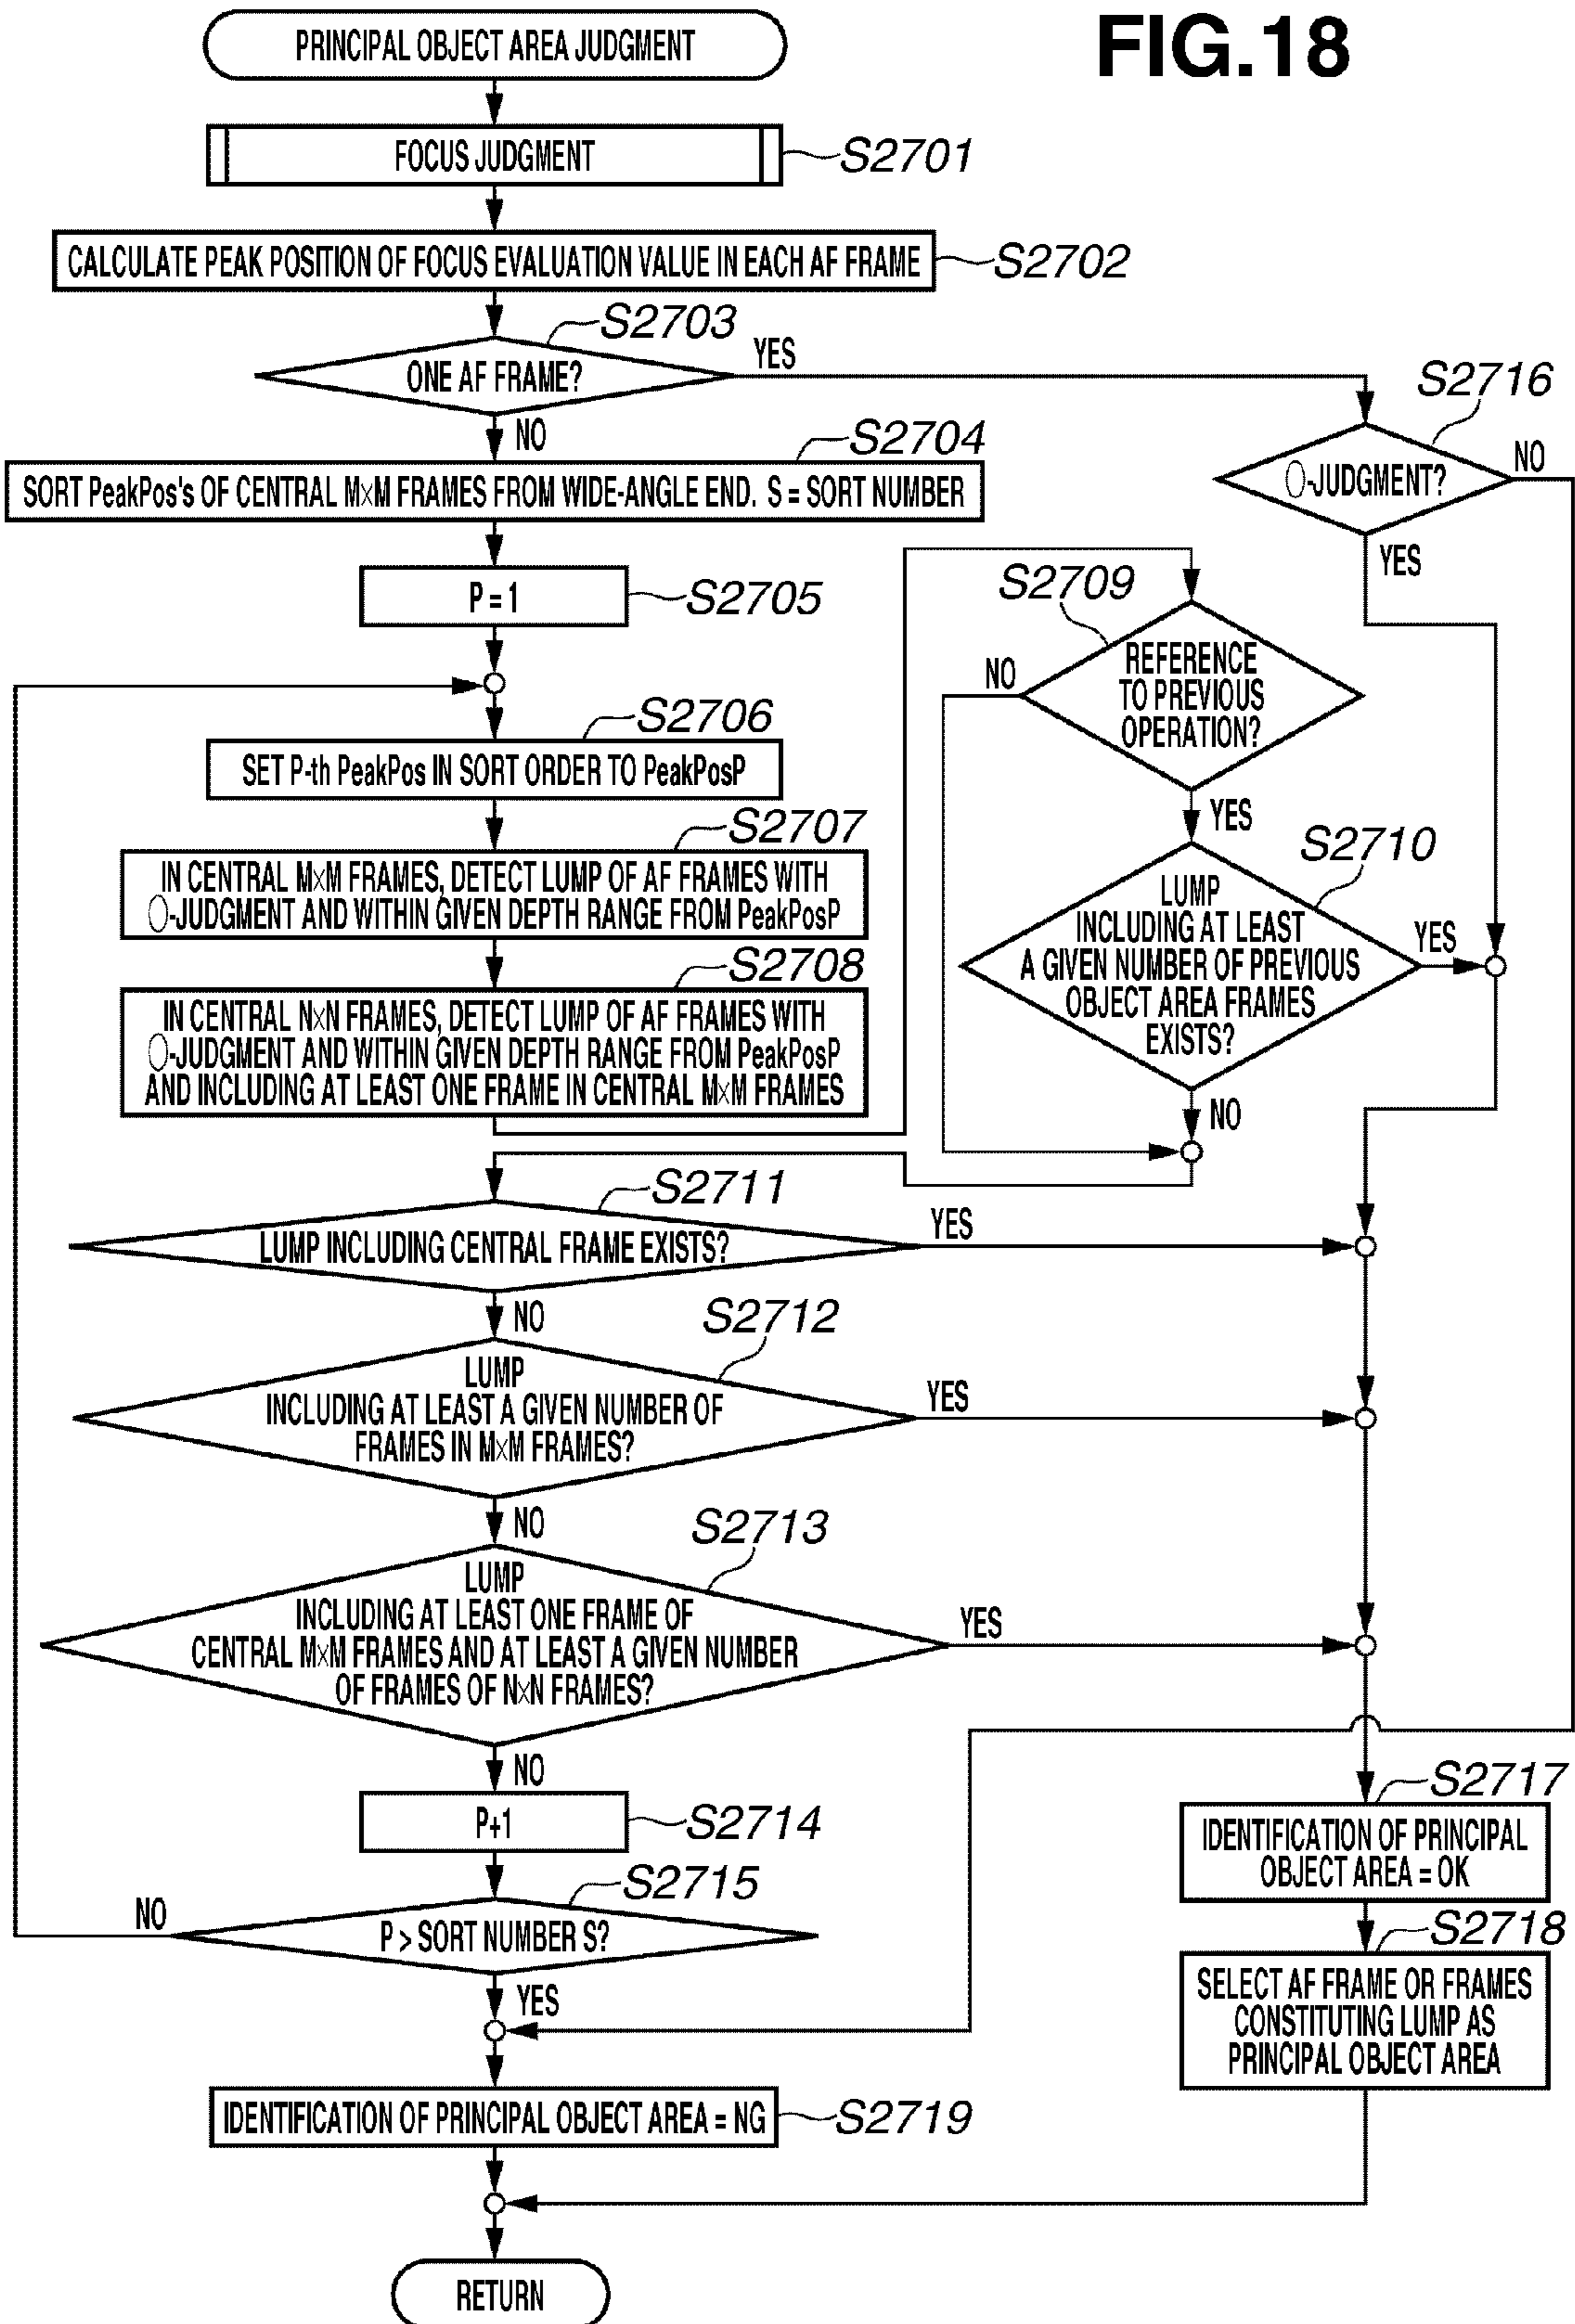 FIG.18
PRINCIPAL OBJECT AREA JUDGMENT
FOCUS JUDGMENT
S2701
CALCULATE PEAK POSITION OF FOCUS EVALUATION VALUE IN EACH AF FRAME
S2702
S2703
ONE AF FRAME?
YES
NO
S2716
○-JUDGMENT?
NO
YES
S2704
SORT PeakPos's OF CENTRAL M×M FRAMES FROM WIDE-ANGLE END. S = SORT NUMBER
P = 1
S2705
S2706
SET P-th PeakPos IN SORT ORDER TO PeakPosP
S2707
IN CENTRAL M×M FRAMES, DETECT LUMP OF AF FRAMES WITH
○-JUDGMENT AND WITHIN GIVEN DEPTH RANGE FROM PeakPosP
S2708
IN CENTRAL N×N FRAMES, DETECT LUMP OF AF FRAMES WITH
○-JUDGMENT AND WITHIN GIVEN DEPTH RANGE FROM PeakPosP
AND INCLUDING AT LEAST ONE FRAME IN CENTRAL M×M FRAMES
S2709
REFERENCE
TO PREVIOUS
OPERATION?
NO
YES
S2710
LUMP
INCLUDING AT LEAST
A GIVEN NUMBER OF PREVIOUS
OBJECT AREA FRAMES
EXISTS?
YES
NO
S2711
LUMP INCLUDING CENTRAL FRAME EXISTS?
YES
NO
S2712
LUMP
INCLUDING AT LEAST A GIVEN NUMBER OF
FRAMES IN M×M FRAMES?
YES
NO
S2713
LUMP
INCLUDING AT LEAST ONE FRAME OF
CENTRAL M×M FRAMES AND AT LEAST A GIVEN NUMBER
OF FRAMES OF N×N FRAMES?
YES
NO
P+1
S2714
S2715
P > SORT NUMBER S?
NO
YES
S2717
IDENTIFICATION OF PRINCIPAL
OBJECT AREA = OK
S2718
SELECT AF FRAME OR FRAMES
CONSTITUTING LUMP AS
PRINCIPAL OBJECT AREA
IDENTIFICATION OF PRINCIPAL OBJECT AREA = NG
S2719
RETURN